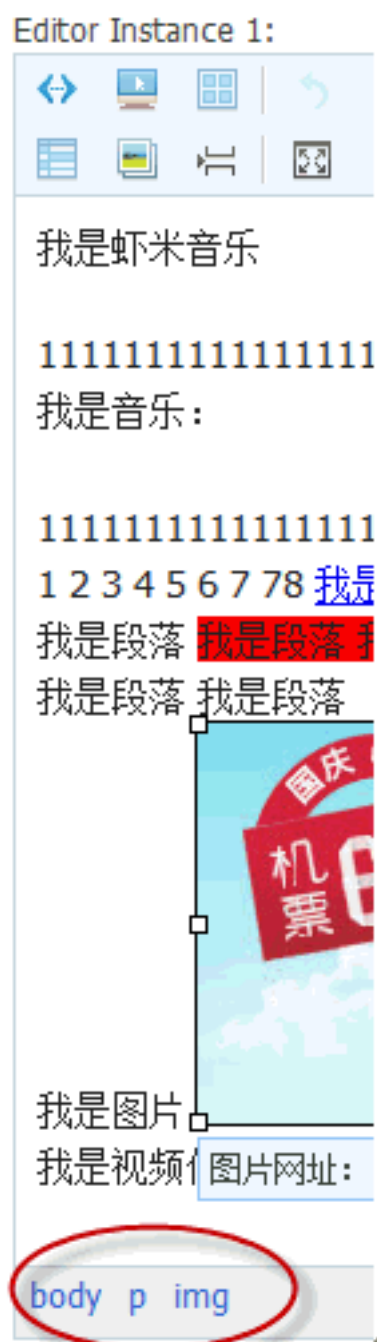 Editor Instance 1:
我是虾米音乐
11111111111111111
我是音乐：
11111111111111111
1 2 3 4 5 6 7 78 我是
我是段落 我是段落
我是段落 我是段落
国庆
机
票
我是图片
我是视频
图片网址：
body p img